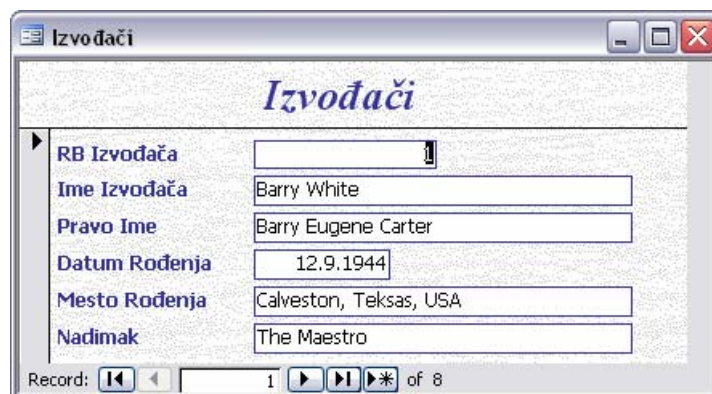 Izvođači
Izvođači
RB Izvođača 1
Ime Izvođača Barry White
Pravo Ime Barry Eugene Carter
Datum Rođenja 12.9.1944
Mesto Rođenja Calveston, Teksas, USA
Nadimak The Maestro
Record: 1 of 8